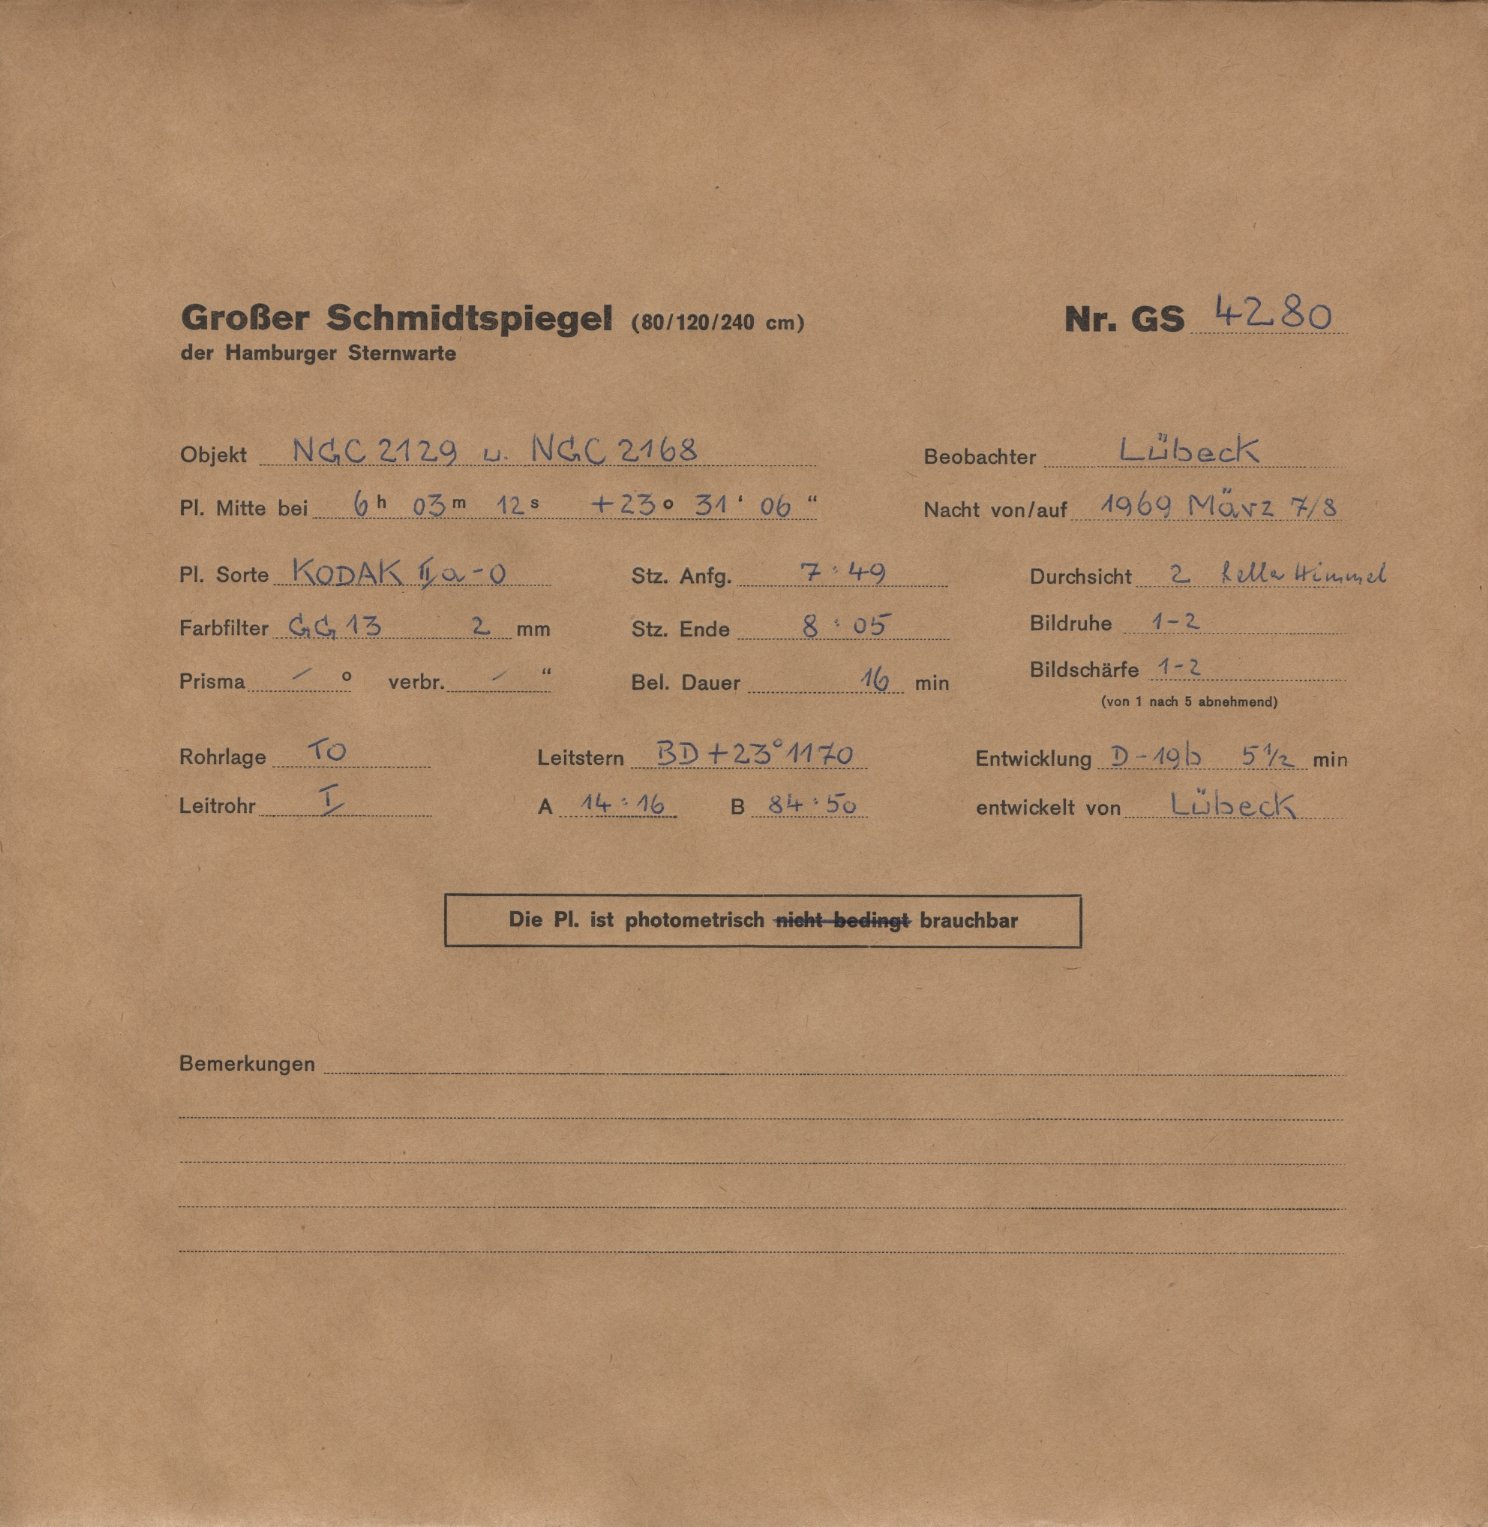 Großer Schmidtspiegel (80/120/240 cm) Nr. GS 4280
der Hamburger Sternwarte
Objekt NGC 2129 u. NGC 2168 Beobachter Lübeck
Pl. Mitte bei 6h 03m 12s +23° 31' 06" Nacht von/auf 1969 März 7/8
Pl. Sorte KODAK IIa-O Stz. Anfg. 7:49 Durchsicht 2 heller Himmel
Farbfilter GG 13 2 mm Stz. Ende 8:05 Bildruhe 1-2
Prisma – ° verbr. – " Bel. Dauer 16 min Bildschärfe 1-2
(von 1 nach 5 abnehmend)
Rohrlage TO Leitstern BD +23°1170 Entwicklung D-19b 5 1/2 min
Leitrohr I A 14:16 B 84:50 entwickelt von Lübeck
Die Pl. ist photometrisch nicht bedingt brauchbar
Bemerkungen